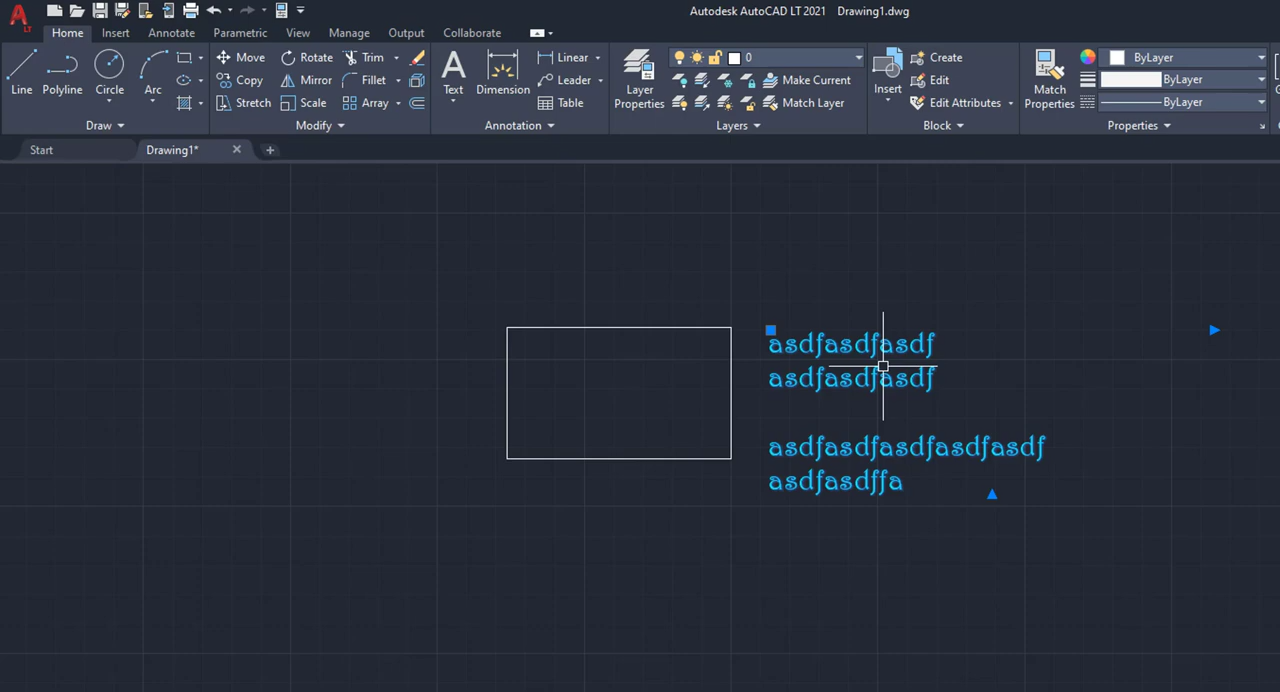 Autodesk AutoCAD LT 2021 Drawing1.dwg
LT
Home Insert Annotate Parametric View Manage Output Collaborate
Line Polyline Circle Arc
Move Rotate Trim
Copy Mirror Fillet
Stretch Scale Array
Text Dimension
Linear
Leader
Table
Layer Properties
0
Make Current
Match Layer
Insert
Create
Edit
Edit Attributes
Match Properties
ByLayer
ByLayer
ByLayer
Draw Modify Annotation Layers Block Properties
Start Drawing1*
asdfasdfasdf
asdfasdfasdf
asdfasdfasdfasdfasdf
asdfasdffa